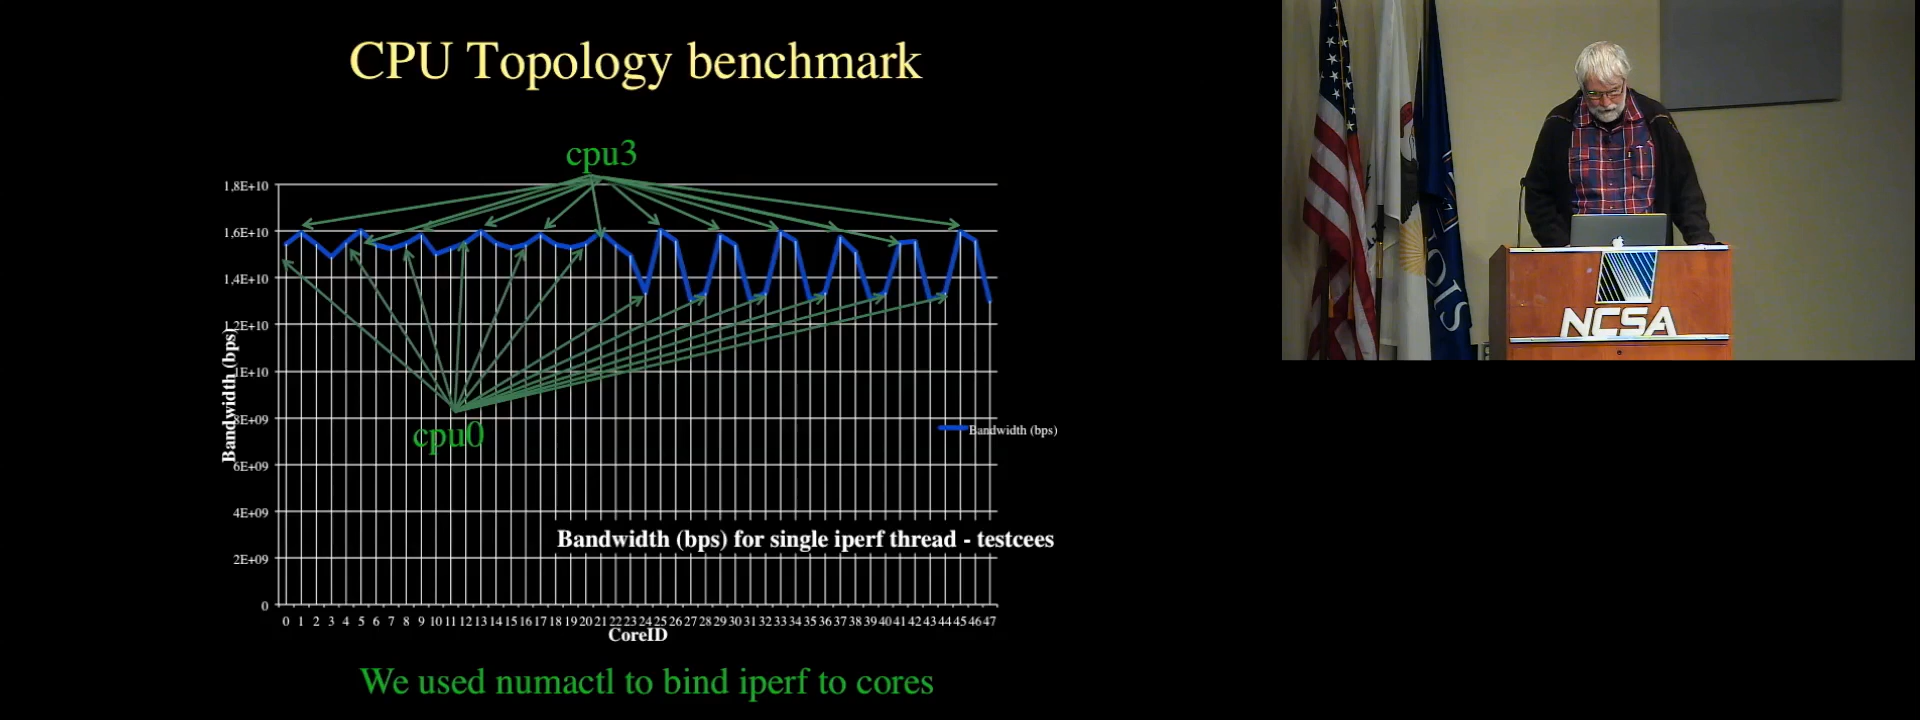 CPU Topology benchmark
cpu3
1,8E+10
1,6E+10
1,4E+10
1,2E+10
1E+10
8E+09
6E+09
4E+09
2E+09
0
Bandwidth (bps)
cpu0
Bandwidth (bps)
Bandwidth (bps) for single iperf thread - testcees
0 1 2 3 4 5 6 7 8 9 10 11 12 13 14 15 16 17 18 19 20 21 22 23 24 25 26 27 28 29 30 31 32 33 34 35 36 37 38 39 40 41 42 43 44 45 46 47
CoreID
We used numactl to bind iperf to cores
NCSA